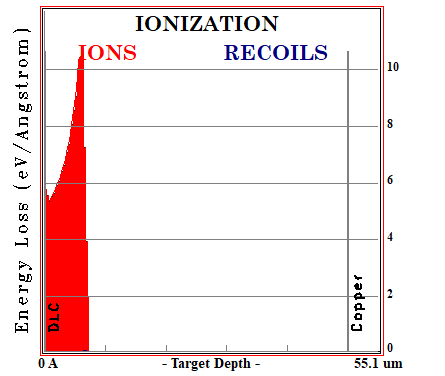 IONIZATION
IONS RECOILS
Energy Loss (eV/Angstrom)
10
8
6
4
2
0
DLC
Copper
0 A - Target Depth - 55.1 um